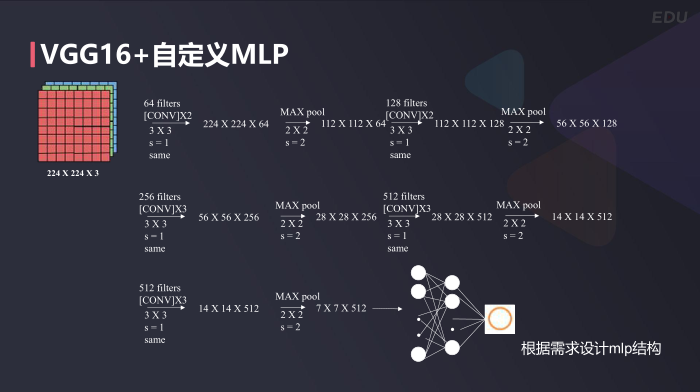 EDU
VGG16+自定义MLP
64 filters
[CONV]X2
3 X 3
s = 1
same
224 X 224 X 64
MAX pool
2 X 2
s = 2
112 X 112 X 64
128 filters
[CONV]X2
3 X 3
s = 1
same
112 X 112 X 128
MAX pool
2 X 2
s = 2
56 X 56 X 128
224 X 224 X 3
256 filters
[CONV]X3
3 X 3
s = 1
same
56 X 56 X 256
MAX pool
2 X 2
s = 2
28 X 28 X 256
512 filters
[CONV]X3
3 X 3
s = 1
same
28 X 28 X 512
MAX pool
2 X 2
s = 2
14 X 14 X 512
512 filters
[CONV]X3
3 X 3
s = 1
same
14 X 14 X 512
MAX pool
2 X 2
s = 2
7 X 7 X 512
根据需求设计mlp结构